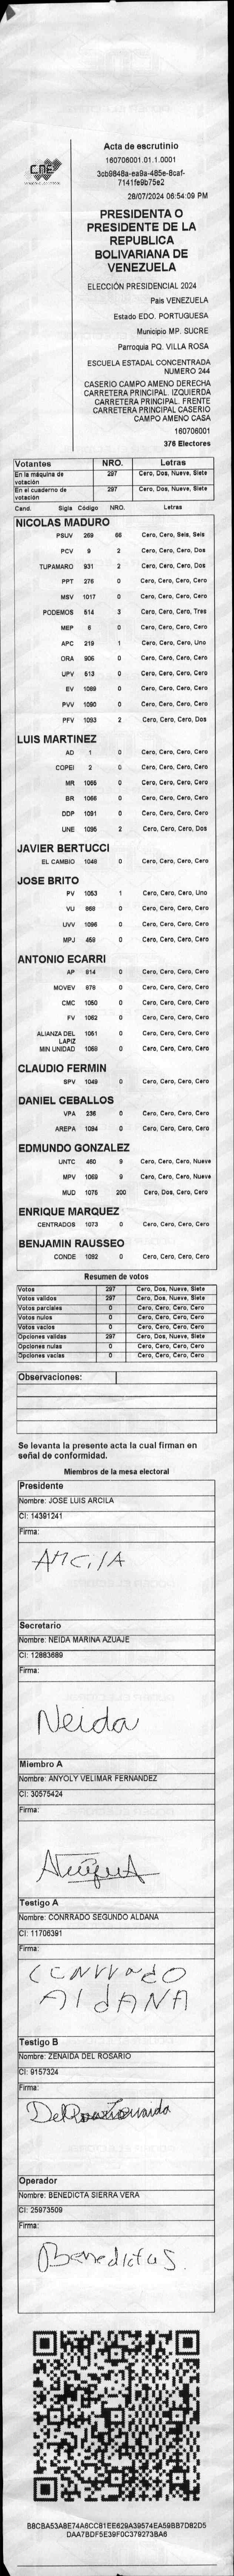 CNE
Acta de escrutinio
160706001.01.1.0001
3cb9848a-ea9a-485e-8caf-
7141fe9b75e2
28/07/2024 06:54:09 PM
PRESIDENTA O
PRESIDENTE DE LA
REPUBLICA
BOLIVARIANA DE
VENEZUELA
ELECCIÓN PRESIDENCIAL 2024
País VENEZUELA
Estado EDO. PORTUGUESA
Municipio MP. SUCRE
Parroquia PQ. VILLA ROSA
ESCUELA ESTADAL CONCENTRADA
NUMERO 244
CASERIO CAMPO AMENO DERECHA
CARRETERA PRINCIPAL. IZQUIERDA
CARRETERA PRINCIPAL. FRENTE
CARRETERA PRINCIPAL CASERIO
CAMPO AMENO CASA
160706001
376 Electores
Votantes NRO. Letras
En la máquina de votación 297 Cero, Dos, Nueve, Siete
En el cuaderno de votación 297 Cero, Dos, Nueve, Siete
Cand. Sigla Código NRO. Letras
NICOLAS MADURO
PSUV 269 66 Cero, Cero, Seis, Seis
PCV 9 2 Cero, Cero, Cero, Dos
TUPAMARO 931 2 Cero, Cero, Cero, Dos
PPT 276 0 Cero, Cero, Cero, Cero
MSV 1017 0 Cero, Cero, Cero, Cero
PODEMOS 514 3 Cero, Cero, Cero, Tres
MEP 6 0 Cero, Cero, Cero, Cero
APC 219 1 Cero, Cero, Cero, Uno
ORA 906 0 Cero, Cero, Cero, Cero
UPV 513 0 Cero, Cero, Cero, Cero
EV 1089 0 Cero, Cero, Cero, Cero
PVV 1090 0 Cero, Cero, Cero, Cero
PFV 1093 2 Cero, Cero, Cero, Dos
LUIS MARTINEZ
AD 1 0 Cero, Cero, Cero, Cero
COPEI 2 0 Cero, Cero, Cero, Cero
MR 1065 0 Cero, Cero, Cero, Cero
BR 1066 0 Cero, Cero, Cero, Cero
DDP 1091 0 Cero, Cero, Cero, Cero
UNE 1095 2 Cero, Cero, Cero, Dos
JAVIER BERTUCCI
EL CAMBIO 1048 0 Cero, Cero, Cero, Cero
JOSE BRITO
PV 1053 1 Cero, Cero, Cero, Uno
VU 868 0 Cero, Cero, Cero, Cero
UVV 1096 0 Cero, Cero, Cero, Cero
MPJ 458 0 Cero, Cero, Cero, Cero
ANTONIO ECARRI
AP 814 0 Cero, Cero, Cero, Cero
MOVEV 878 0 Cero, Cero, Cero, Cero
CMC 1050 0 Cero, Cero, Cero, Cero
FV 1062 0 Cero, Cero, Cero, Cero
ALIANZA DEL LAPIZ 1051 0 Cero, Cero, Cero, Cero
MIN UNIDAD 1058 0 Cero, Cero, Cero, Cero
CLAUDIO FERMIN
SPV 1049 0 Cero, Cero, Cero, Cero
DANIEL CEBALLOS
VPA 236 0 Cero, Cero, Cero, Cero
AREPA 1094 0 Cero, Cero, Cero, Cero
EDMUNDO GONZALEZ
UNTC 460 9 Cero, Cero, Cero, Nueve
MPV 1069 9 Cero, Cero, Cero, Nueve
MUD 1075 200 Cero, Dos, Cero, Cero
ENRIQUE MARQUEZ
CENTRADOS 1073 0 Cero, Cero, Cero, Cero
BENJAMIN RAUSSEO
CONDE 1092 0 Cero, Cero, Cero, Cero
Resumen de votos
Votos 297 Cero, Dos, Nueve, Siete
Votos validos 297 Cero, Dos, Nueve, Siete
Votos parciales 0 Cero, Cero, Cero, Cero
Votos nulos 0 Cero, Cero, Cero, Cero
Votos vacios 0 Cero, Cero, Cero, Cero
Opciones validas 297 Cero, Dos, Nueve, Siete
Opciones nulas 0 Cero, Cero, Cero, Cero
Opciones vacias 0 Cero, Cero, Cero, Cero
Observaciones:
Se levanta la presente acta la cual firman en
señal de conformidad.
Miembros de la mesa electoral
Presidente
Nombre: JOSE LUIS ARCILA
CI: 14391241
Firma:
ARCILA
Secretario
Nombre: NEIDA MARINA AZUAJE
CI: 12883689
Firma:
Neida
Miembro A
Nombre: ANYOLY VELIMAR FERNANDEZ
CI: 30575424
Firma:
Testigo A
Nombre: CONRRADO SEGUNDO ALDANA
CI: 11706391
Firma:
CONRRADO
AldANA
Testigo B
Nombre: ZENAIDA DEL ROSARIO
CI: 9157324
Firma:
Operador
Nombre: BENEDICTA SIERRA VERA
CI: 25973509
Firma:
Benedicta S.
B8CBA53A8E74A6CC81EE629A39574EA59BB7D82D5
DAA7BDF5E39F0C379273BA6